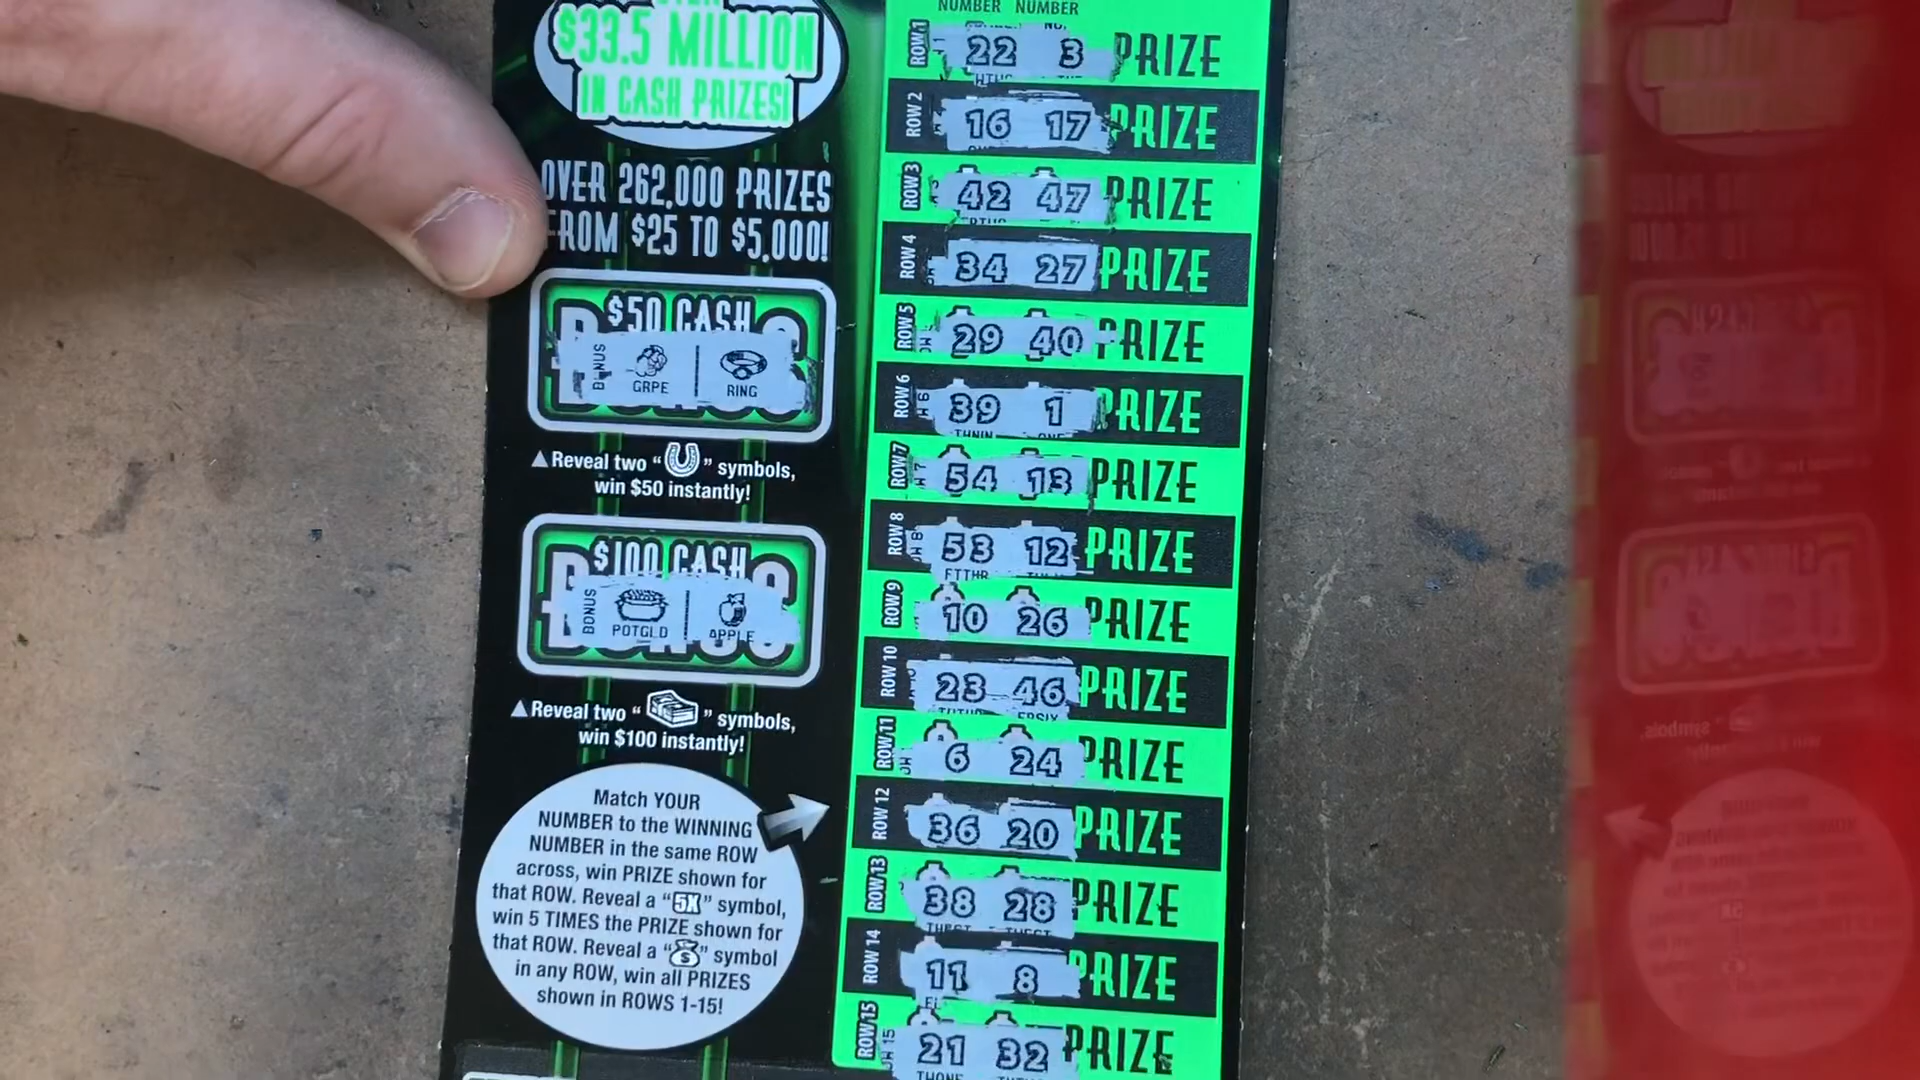 $33.5 MILLION
IN CASH PRIZES!
OVER 262,000 PRIZES
FROM $25 TO $5,000!
$50 CASH
BONUS
GRPE
RING
▲Reveal two “ ” symbols,
win $50 instantly!
$100 CASH
BONUS
POTGLD
APPLE
▲Reveal two “ ” symbols,
win $100 instantly!
Match YOUR
NUMBER to the WINNING
NUMBER in the same ROW
across, win PRIZE shown for
that ROW. Reveal a “5X” symbol,
win 5 TIMES the PRIZE shown for
that ROW. Reveal a “$” symbol
in any ROW, win all PRIZES
shown in ROWS 1-15!
NUMBER NUMBER
ROW 1 22 3 PRIZE
ROW 2 16 17 PRIZE
ROW 3 42 47 PRIZE
ROW 4 34 27 PRIZE
ROW 5 29 40 PRIZE
ROW 6 39 1 PRIZE
THNIN ONE
ROW 7 54 13 PRIZE
ROW 8 53 12 PRIZE
FTTHR
ROW 9 10 26 PRIZE
ROW 10 23 46 PRIZE
ROW 11 6 24 PRIZE
ROW 12 36 20 PRIZE
ROW 13 38 28 PRIZE
ROW 14 11 8 PRIZE
ROW 15 21 32 PRIZE